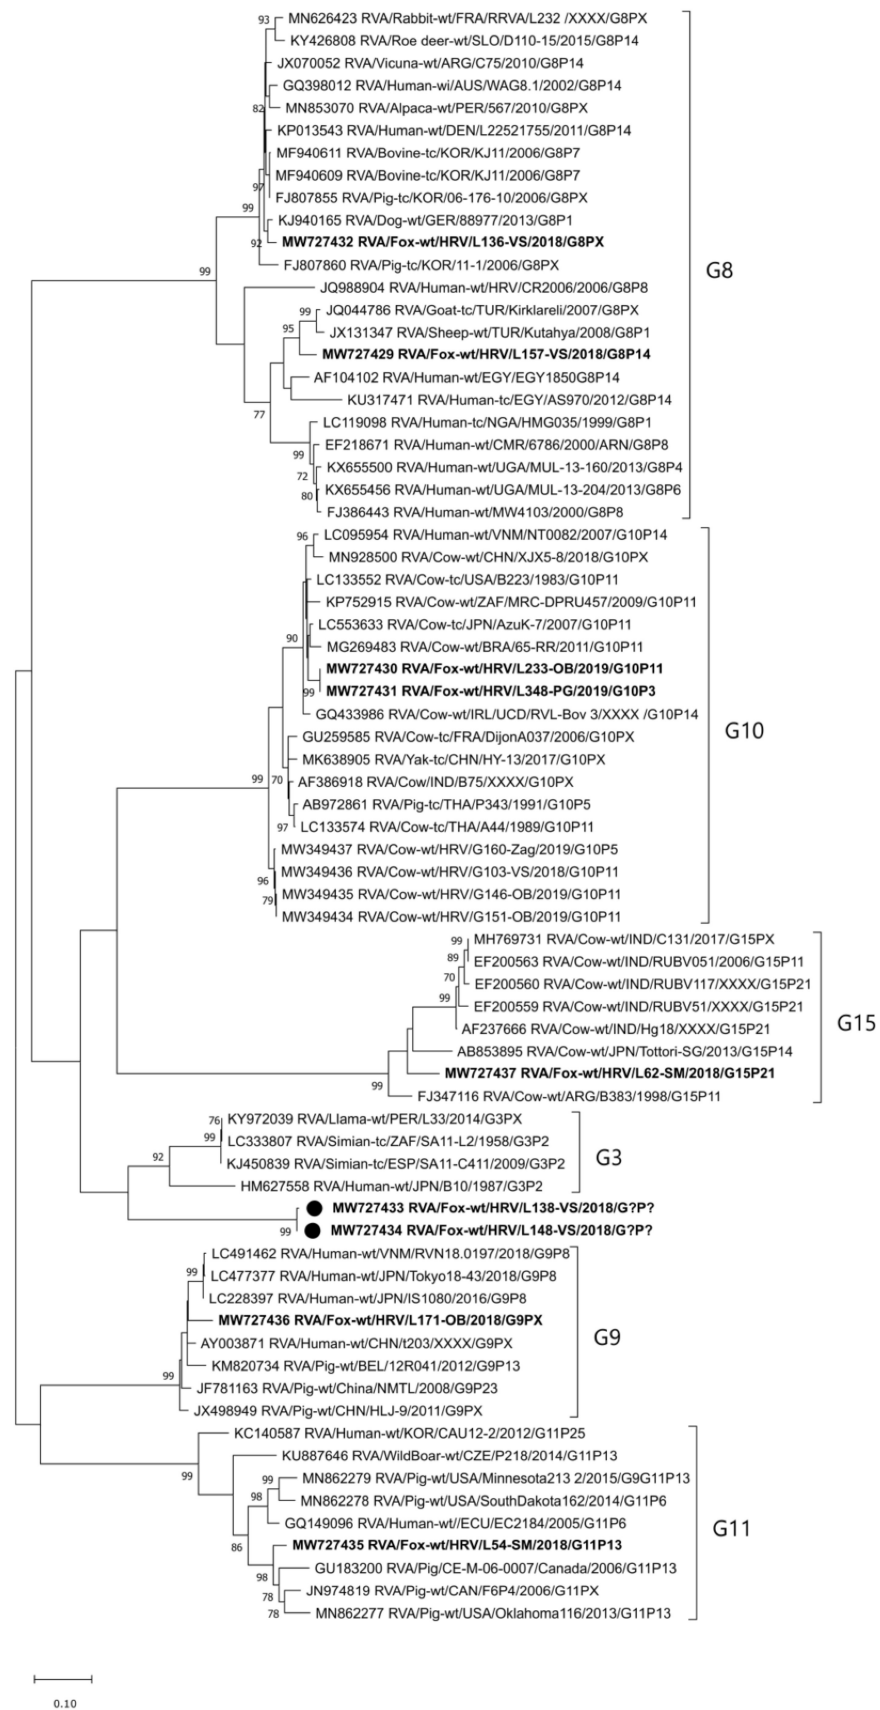 93
MN626423 RVA/Rabbit-wt/FRA/RRVA/L232 /XXXX/G8PX
KY426808 RVA/Roe deer-wt/SLO/D110-15/2015/G8P14
JX070052 RVA/Vicuna-wt/ARG/C75/2010/G8P14
GQ398012 RVA/Human-wi/AUS/WAG8.1/2002/G8P14
82
MN853070 RVA/Alpaca-wt/PER/567/2010/G8PX
KP013543 RVA/Human-wt/DEN/L22521755/2011/G8P14
MF940611 RVA/Bovine-tc/KOR/KJ11/2006/G8P7
MF940609 RVA/Bovine-tc/KOR/KJ11/2006/G8P7
97
FJ807855 RVA/Pig-tc/KOR/06-176-10/2006/G8PX
99
KJ940165 RVA/Dog-wt/GER/88977/2013/G8P1
92
MW727432 RVA/Fox-wt/HRV/L136-VS/2018/G8PX
FJ807860 RVA/Pig-tc/KOR/11-1/2006/G8PX
99
G8
JQ988904 RVA/Human-wt/HRV/CR2006/2006/G8P8
99
JQ044786 RVA/Goat-tc/TUR/Kirklareli/2007/G8PX
95
JX131347 RVA/Sheep-wt/TUR/Kutahya/2008/G8P1
MW727429 RVA/Fox-wt/HRV/L157-VS/2018/G8P14
AF104102 RVA/Human-wt/EGY/EGY1850G8P14
KU317471 RVA/Human-tc/EGY/AS970/2012/G8P14
77
LC119098 RVA/Human-tc/NGA/HMG035/1999/G8P1
EF218671 RVA/Human-wt/CMR/6786/2000/ARN/G8P8
99
KX655500 RVA/Human-wt/UGA/MUL-13-160/2013/G8P4
72
KX655456 RVA/Human-wt/UGA/MUL-13-204/2013/G8P6
80
FJ386443 RVA/Human-wt/MW4103/2000/G8P8
96
LC095954 RVA/Human-wt/VNM/NT0082/2007/G10P14
MN928500 RVA/Cow-wt/CHN/XJX5-8/2018/G10PX
LC133552 RVA/Cow-tc/USA/B223/1983/G10P11
KP752915 RVA/Cow-wt/ZAF/MRC-DPRU457/2009/G10P11
LC553633 RVA/Cow-tc/JPN/AzuK-7/2007/G10P11
90
MG269483 RVA/Cow-wt/BRA/65-RR/2011/G10P11
MW727430 RVA/Fox-wt/HRV/L233-OB/2019/G10P11
99
MW727431 RVA/Fox-wt/HRV/L348-PG/2019/G10P3
GQ433986 RVA/Cow-wt/IRL/UCD/RVL-Bov 3/XXXX /G10P14
G10
GU259585 RVA/Cow-tc/FRA/DijonA037/2006/G10PX
MK638905 RVA/Yak-tc/CHN/HY-13/2017/G10PX
99
70
AF386918 RVA/Cow/IND/B75/XXXX/G10PX
AB972861 RVA/Pig-tc/THA/P343/1991/G10P5
97
LC133574 RVA/Cow-tc/THA/A44/1989/G10P11
MW349437 RVA/Cow-wt/HRV/G160-Zag/2019/G10P5
MW349436 RVA/Cow-wt/HRV/G103-VS/2018/G10P11
96
MW349435 RVA/Cow-wt/HRV/G146-OB/2019/G10P11
79
MW349434 RVA/Cow-wt/HRV/G151-OB/2019/G10P11
99
MH769731 RVA/Cow-wt/IND/C131/2017/G15PX
89
EF200563 RVA/Cow-wt/IND/RUBV051/2006/G15P11
70
EF200560 RVA/Cow-wt/IND/RUBV117/XXXX/G15P21
99
EF200559 RVA/Cow-wt/IND/RUBV51/XXXX/G15P21
G15
AF237666 RVA/Cow-wt/IND/Hg18/XXXX/G15P21
AB853895 RVA/Cow-wt/JPN/Tottori-SG/2013/G15P14
MW727437 RVA/Fox-wt/HRV/L62-SM/2018/G15P21
99
FJ347116 RVA/Cow-wt/ARG/B383/1998/G15P11
76
KY972039 RVA/Llama-wt/PER/L33/2014/G3PX
99
LC333807 RVA/Simian-tc/ZAF/SA11-L2/1958/G3P2
G3
92
KJ450839 RVA/Simian-tc/ESP/SA11-C411/2009/G3P2
HM627558 RVA/Human-wt/JPN/B10/1987/G3P2
MW727433 RVA/Fox-wt/HRV/L138-VS/2018/G?P?
99
MW727434 RVA/Fox-wt/HRV/L148-VS/2018/G?P?
LC491462 RVA/Human-wt/VNM/RVN18.0197/2018/G9P8
99
LC477377 RVA/Human-wt/JPN/Tokyo18-43/2018/G9P8
LC228397 RVA/Human-wt/JPN/IS1080/2016/G9P8
MW727436 RVA/Fox-wt/HRV/L171-OB/2018/G9PX
G9
AY003871 RVA/Human-wt/CHN/t203/XXXX/G9PX
KM820734 RVA/Pig-wt/BEL/12R041/2012/G9P13
99
JF781163 RVA/Pig-wt/China/NMTL/2008/G9P23
JX498949 RVA/Pig-wt/CHN/HLJ-9/2011/G9PX
KC140587 RVA/Human-wt/KOR/CAU12-2/2012/G11P25
KU887646 RVA/WildBoar-wt/CZE/P218/2014/G11P13
99
99
MN862279 RVA/Pig-wt/USA/Minnesota213 2/2015/G9G11P13
98
MN862278 RVA/Pig-wt/USA/SouthDakota162/2014/G11P6
GQ149096 RVA/Human-wt//ECU/EC2184/2005/G11P6
G11
86
MW727435 RVA/Fox-wt/HRV/L54-SM/2018/G11P13
98
GU183200 RVA/Pig/CE-M-06-0007/Canada/2006/G11P13
78
JN974819 RVA/Pig-wt/CAN/F6P4/2006/G11PX
78
MN862277 RVA/Pig-wt/USA/Oklahoma116/2013/G11P13
0.10